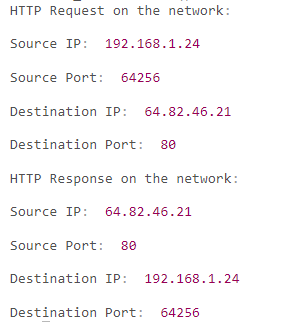 HTTP Request on the network:
Source IP: 192.168.1.24
Source Port: 64256
Destination IP: 64.82.46.21
Destination Port: 80
HTTP Response on the network:
Source IP: 64.82.46.21
Source Port: 80
Destination IP: 192.168.1.24
Destination Port: 64256